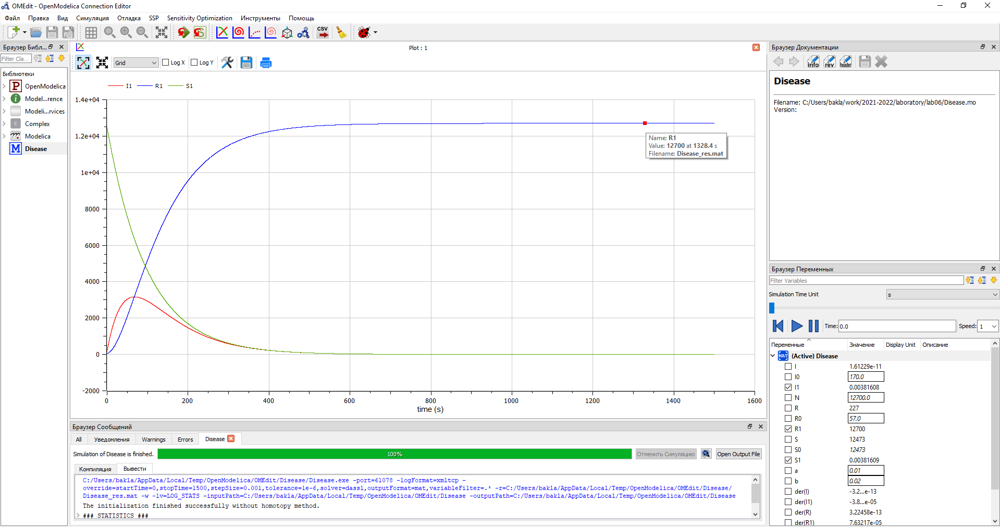 OMEdit - OpenModelica Connection Editor
Файл Правка Вид Симуляция Отладка SSP Sensitivity Optimization Инструменты Помощь
CSV
Браузер Библ...
Filter Cla...
Библиотеки
P OpenModelica
i Model...rence
Modeli...rvices
C Complex
Modelica
M Disease
Plot : 1
Grid Log X Log Y
I1 R1 S1
1.4e+04
1.2e+04
1e+04
8000
6000
4000
2000
0
-2000
0 200 400 600 800 1000 1200 1400 1600
time (s)
Name: R1
Value: 12700 at 1328.4 s
Filename: Disease_res.mat
Браузер Сообщений
All Уведомления Warnings Errors Disease
Simulation of Disease is finished. 100% Отменить Симуляцию Open Output File
Компиляция Вывести
C:/Users/bakla/AppData/Local/Temp/OpenModelica/OMEdit/Disease/Disease.exe -port=61078 -logFormat=xmltcp -
override=startTime=0,stopTime=1500,stepSize=0.001,tolerance=1e-6,solver=dassl,outputFormat=mat,variableFilter=.* -r=C:/Users/bakla/AppData/Local/Temp/OpenModelica/OMEdit/Disease/
Disease_res.mat -w -lv=LOG_STATS -inputPath=C:/Users/bakla/AppData/Local/Temp/OpenModelica/OMEdit/Disease -outputPath=C:/Users/bakla/AppData/Local/Temp/OpenModelica/OMEdit/Disease
The initialization finished successfully without homotopy method.
### STATISTICS ###
Браузер Документации
info rev header
Disease
Filename: C:/Users/bakla/work/2021-2022/laboratory/lab06/Disease.mo
Version:
Браузер Переменных
Filter Variables
Simulation Time Unit s
Time: 0.0 Speed: 1
Переменные Значение Display Unit Описание
MAT (Active) Disease
I 1.61229e-11
I0 170.0
I1 0.00381608
N 12700.0
R 227
R0 57.0
R1 12700
S 12473
S0 12473
S1 0.00381609
a 0.01
b 0.02
der(I) -3.2...e-13
der(I1) -3.8...e-05
der(R) 3.22458e-13
der(R1) 7.63217e-05